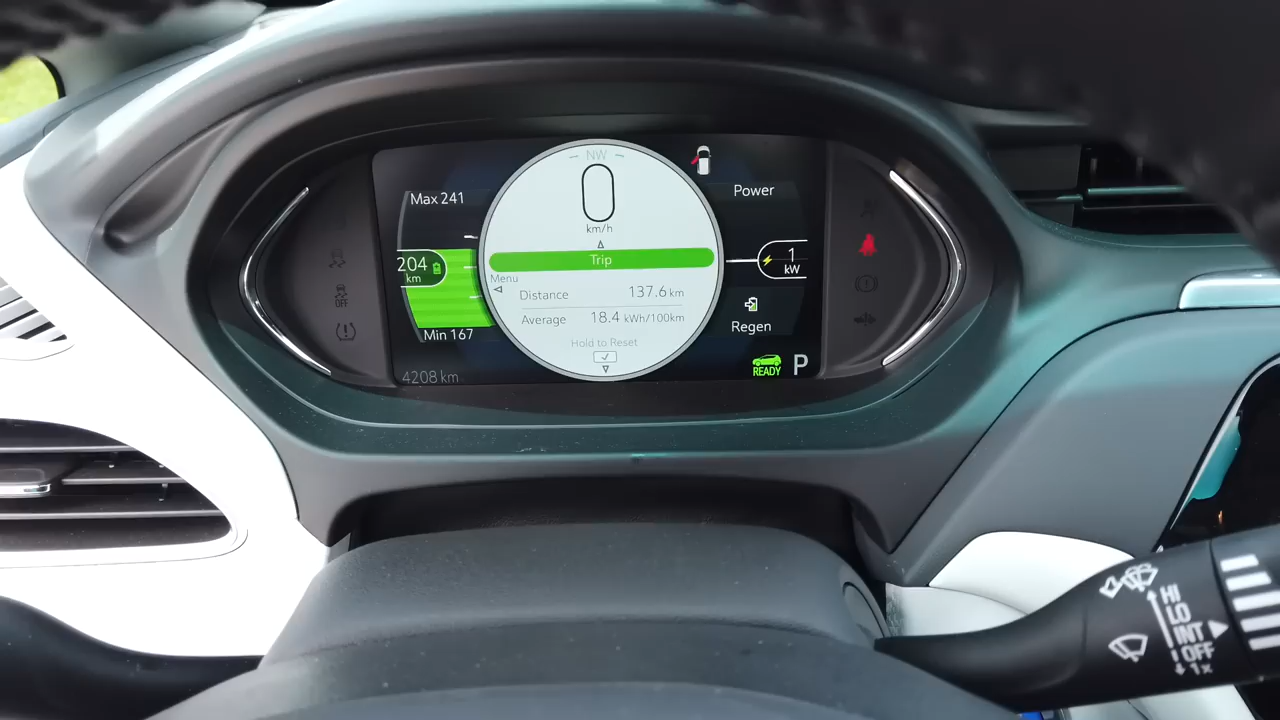 NW
0
km/h
Max 241
204
km
Min 167
4208 km
Trip
Menu
Distance 137.6 km
Average 18.4 kWh/100km
Hold to Reset
Power
1
kW
Regen
READY P
OFF
HI
LO
INT
OFF
1x